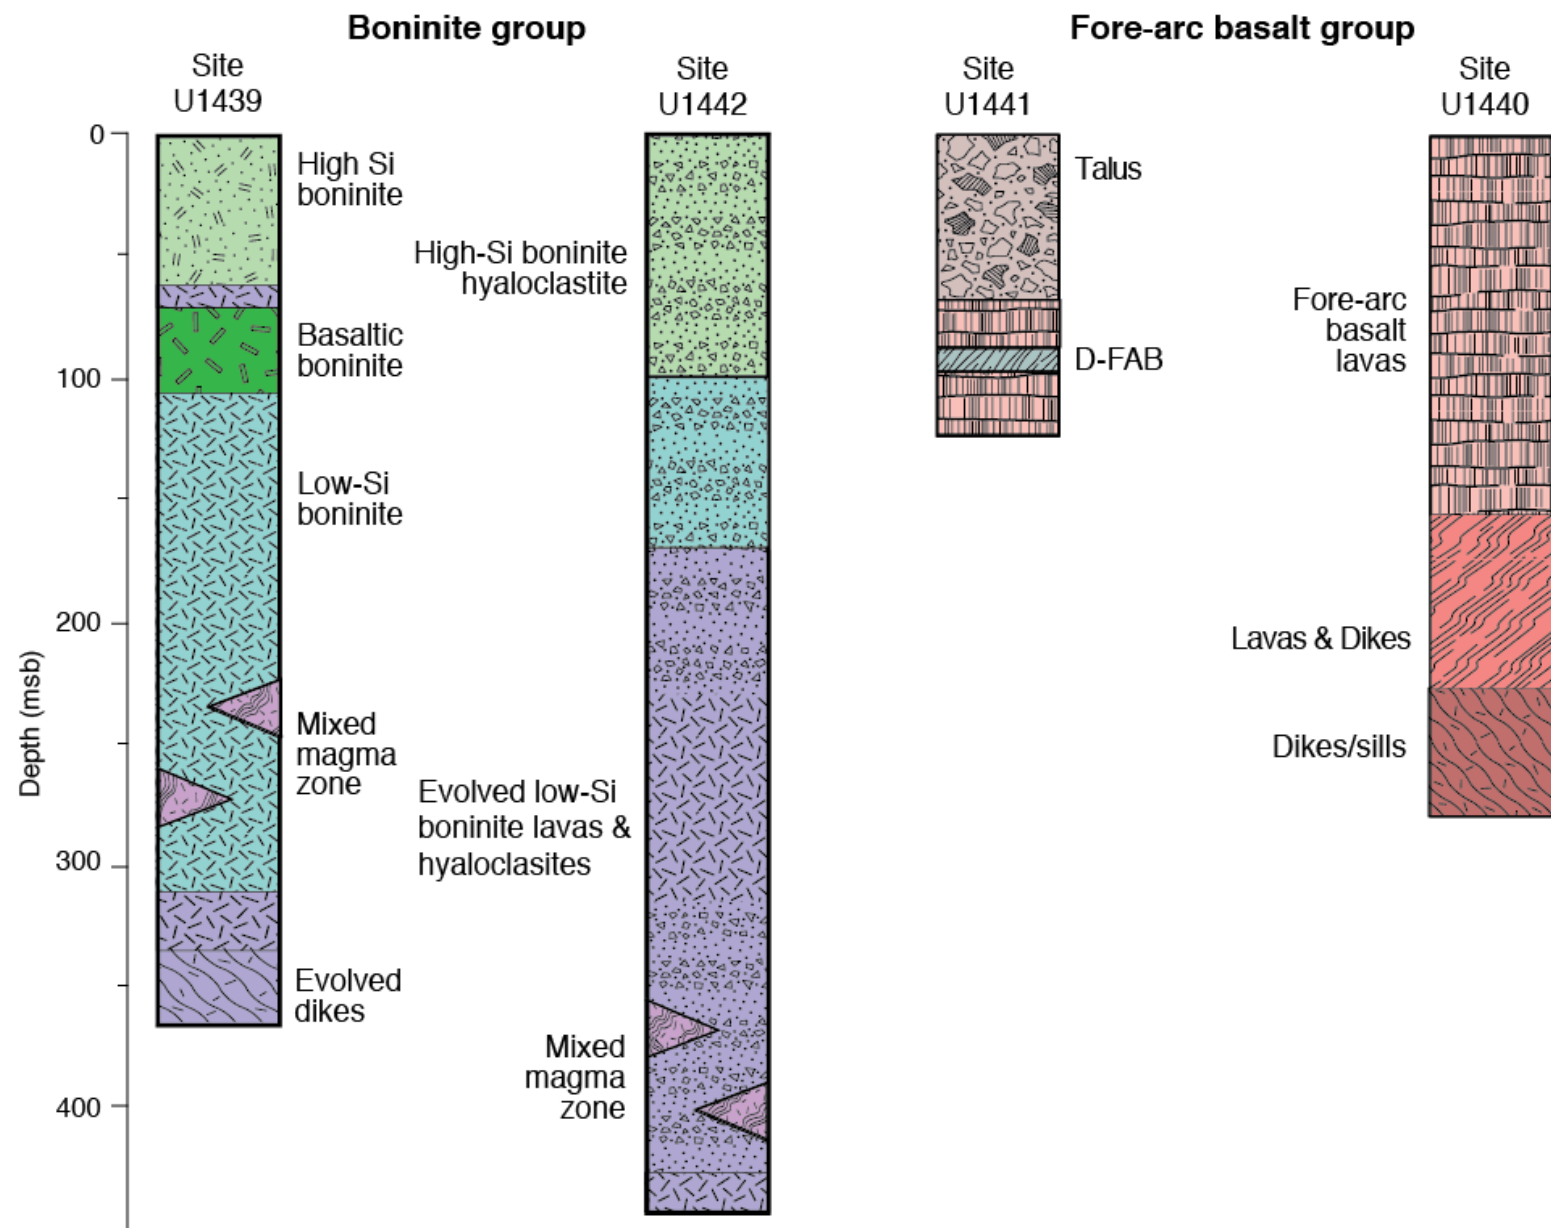 Boninite group
Fore-arc basalt group
Site
U1439
Site
U1442
Site
U1441
Site
U1440
0
100
200
300
400
Depth (msb)
High Si
boninite
Basaltic
boninite
Low-Si
boninite
Mixed
magma
zone
Evolved
dikes
High-Si boninite
hyaloclastite
Evolved low-Si
boninite lavas &
hyaloclasites
Mixed
magma
zone
Talus
D-FAB
Fore-arc
basalt
lavas
Lavas & Dikes
Dikes/sills